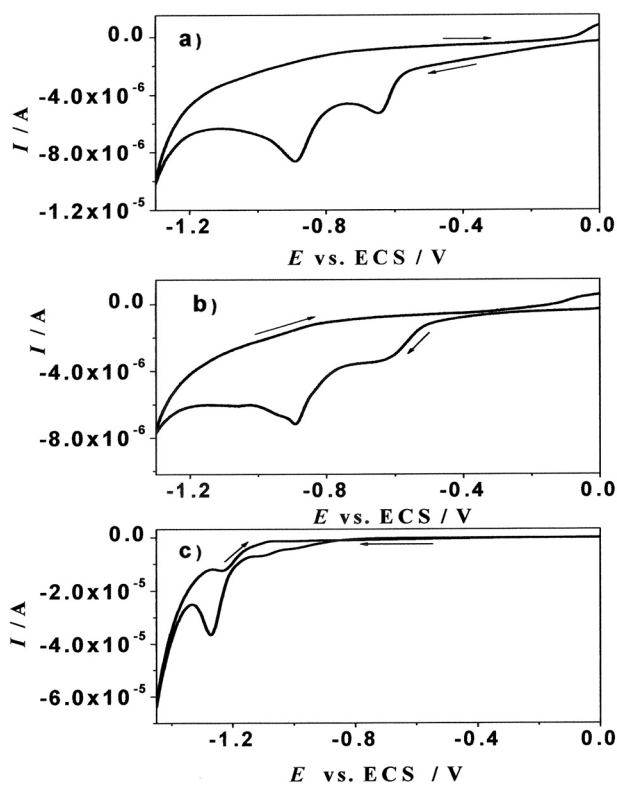 a)
0.0
-4.0x10⁻⁶
-8.0x10⁻⁶
-1.2x10⁻⁵
I / A
-1.2 -0.8 -0.4 0.0
E vs. ECS / V
b)
0.0
-4.0x10⁻⁶
-8.0x10⁻⁶
I / A
-1.2 -0.8 -0.4 0.0
E vs. ECS / V
c)
0.0
-2.0x10⁻⁵
-4.0x10⁻⁵
-6.0x10⁻⁵
I / A
-1.2 -0.8 -0.4 0.0
E vs. ECS / V